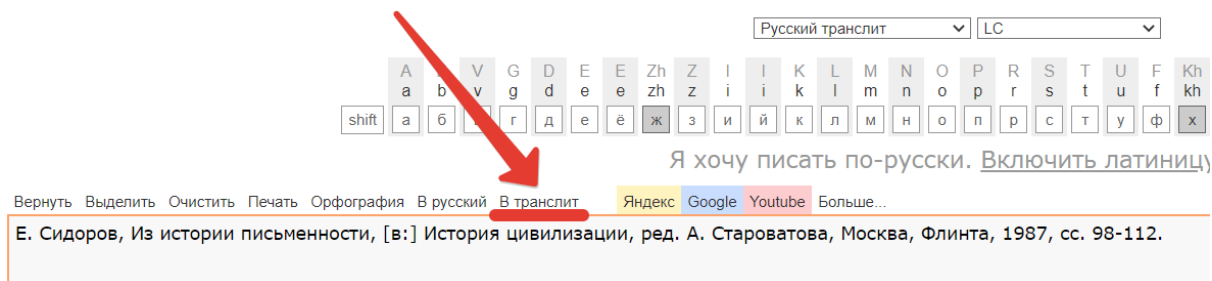 Русский транслит LC
A V G D E E Zh Z I I K L M N O P R S T U F Kh
a b v g d e e zh z i i k l m n o p r s t u f kh
shift а б г д е ё ж з и й к л м н о п р с т у ф х
Я хочу писать по-русски. Включить латиницу
Вернуть Выделить Очистить Печать Орфография В русский В транслит Яндекс Google Youtube Больше...
Е. Сидоров, Из истории письменности, [в:] История цивилизации, ред. А. Староватова, Москва, Флинта, 1987, сс. 98-112.